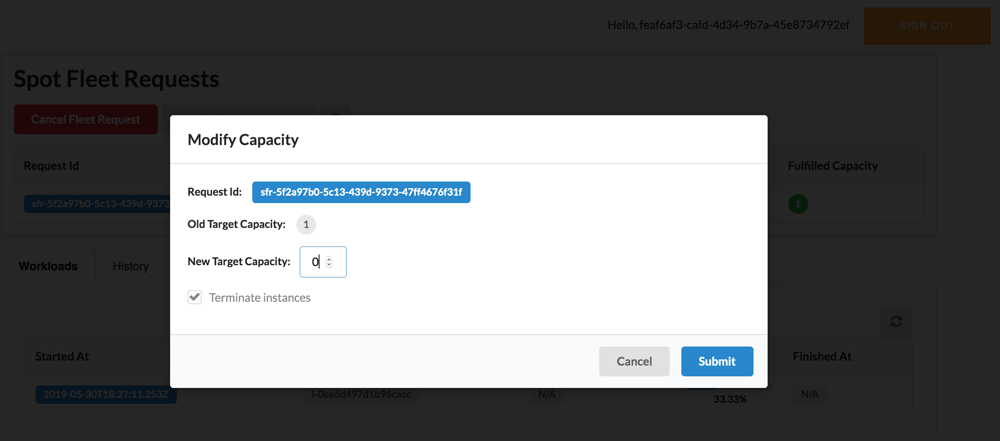 Hello, feaf6af3-cafd-4d34-9b7a-45e8734792ef
SIGN OUT
Spot Fleet Requests
Cancel Fleet Request
Modify Capacity
Request Id
Fulfilled Capacity
Request Id: sfr-5f2a97b0-5c13-439d-9373-47ff4676f31f
sfr-5f2a97b0-5c13-439d-9373
1
Old Target Capacity: 1
New Target Capacity: 0
Workloads
History
Terminate instances
Started At
Finished At
Cancel
Submit
2019-05-30T18:27:11.253Z
i-0ea6d497d1b96cacc
N/A
33.33%
N/A